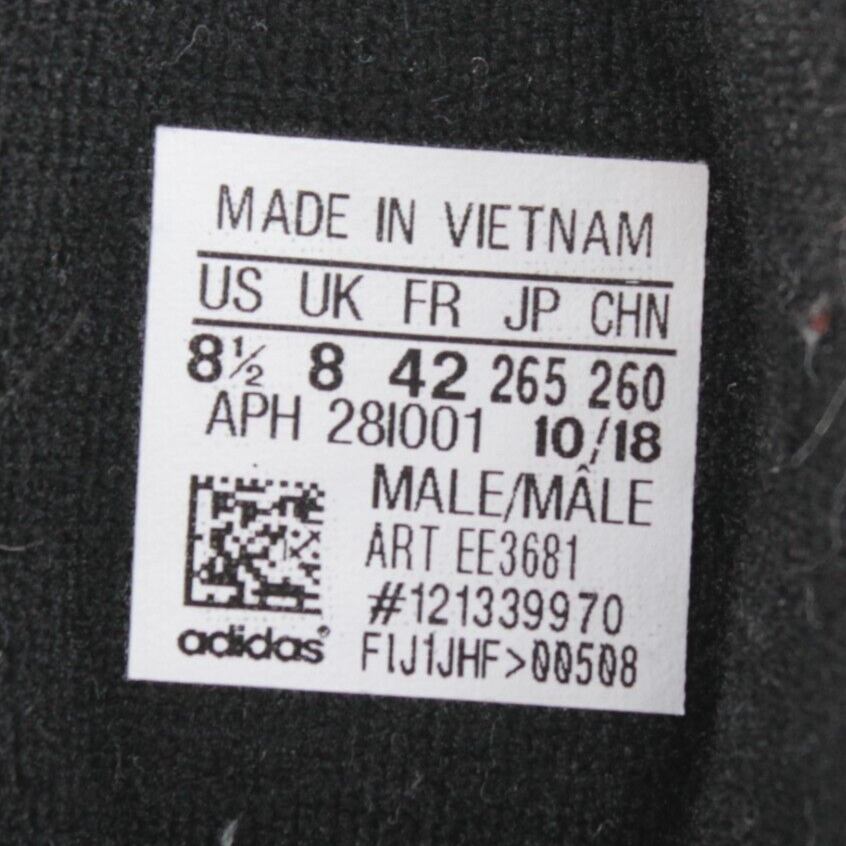 MADE IN VIETNAM
US UK FR JP CHN
8½ 8 42 265 260
APH 28I001 10/18
MALE/MÂLE
ART EE3681
#121339970
adidas®
FIJ1JHF>00508